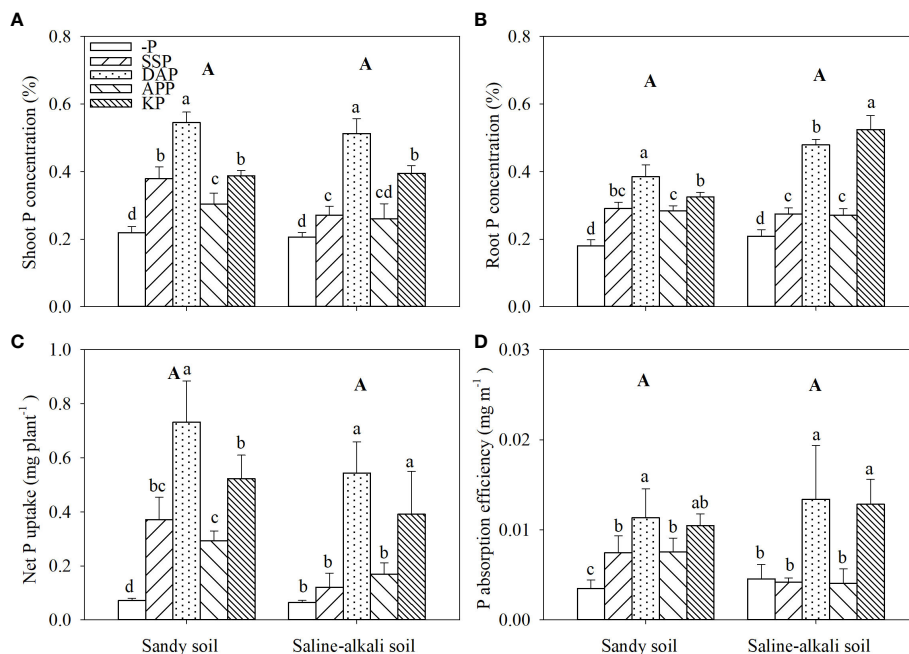 A
Shoot P concentration (%)
0.8
0.6
0.4
0.2
0.0
-P
SSP
DAP
APP
KP
A
A
d
b
a
c
b
d
c
a
cd
b
B
Root P concentration (%)
0.8
0.6
0.4
0.2
0.0
A
A
d
bc
a
c
b
d
c
b
c
a
C
Net P uptake (mg plant⁻¹)
1.0
0.8
0.6
0.4
0.2
0.0
A
A
d
bc
a
c
b
b
b
a
b
a
Sandy soil
Saline-alkali soil
D
P absorption efficiency (mg m⁻¹)
0.03
0.02
0.01
0.00
A
A
c
b
a
b
ab
b
b
a
b
a
Sandy soil
Saline-alkali soil